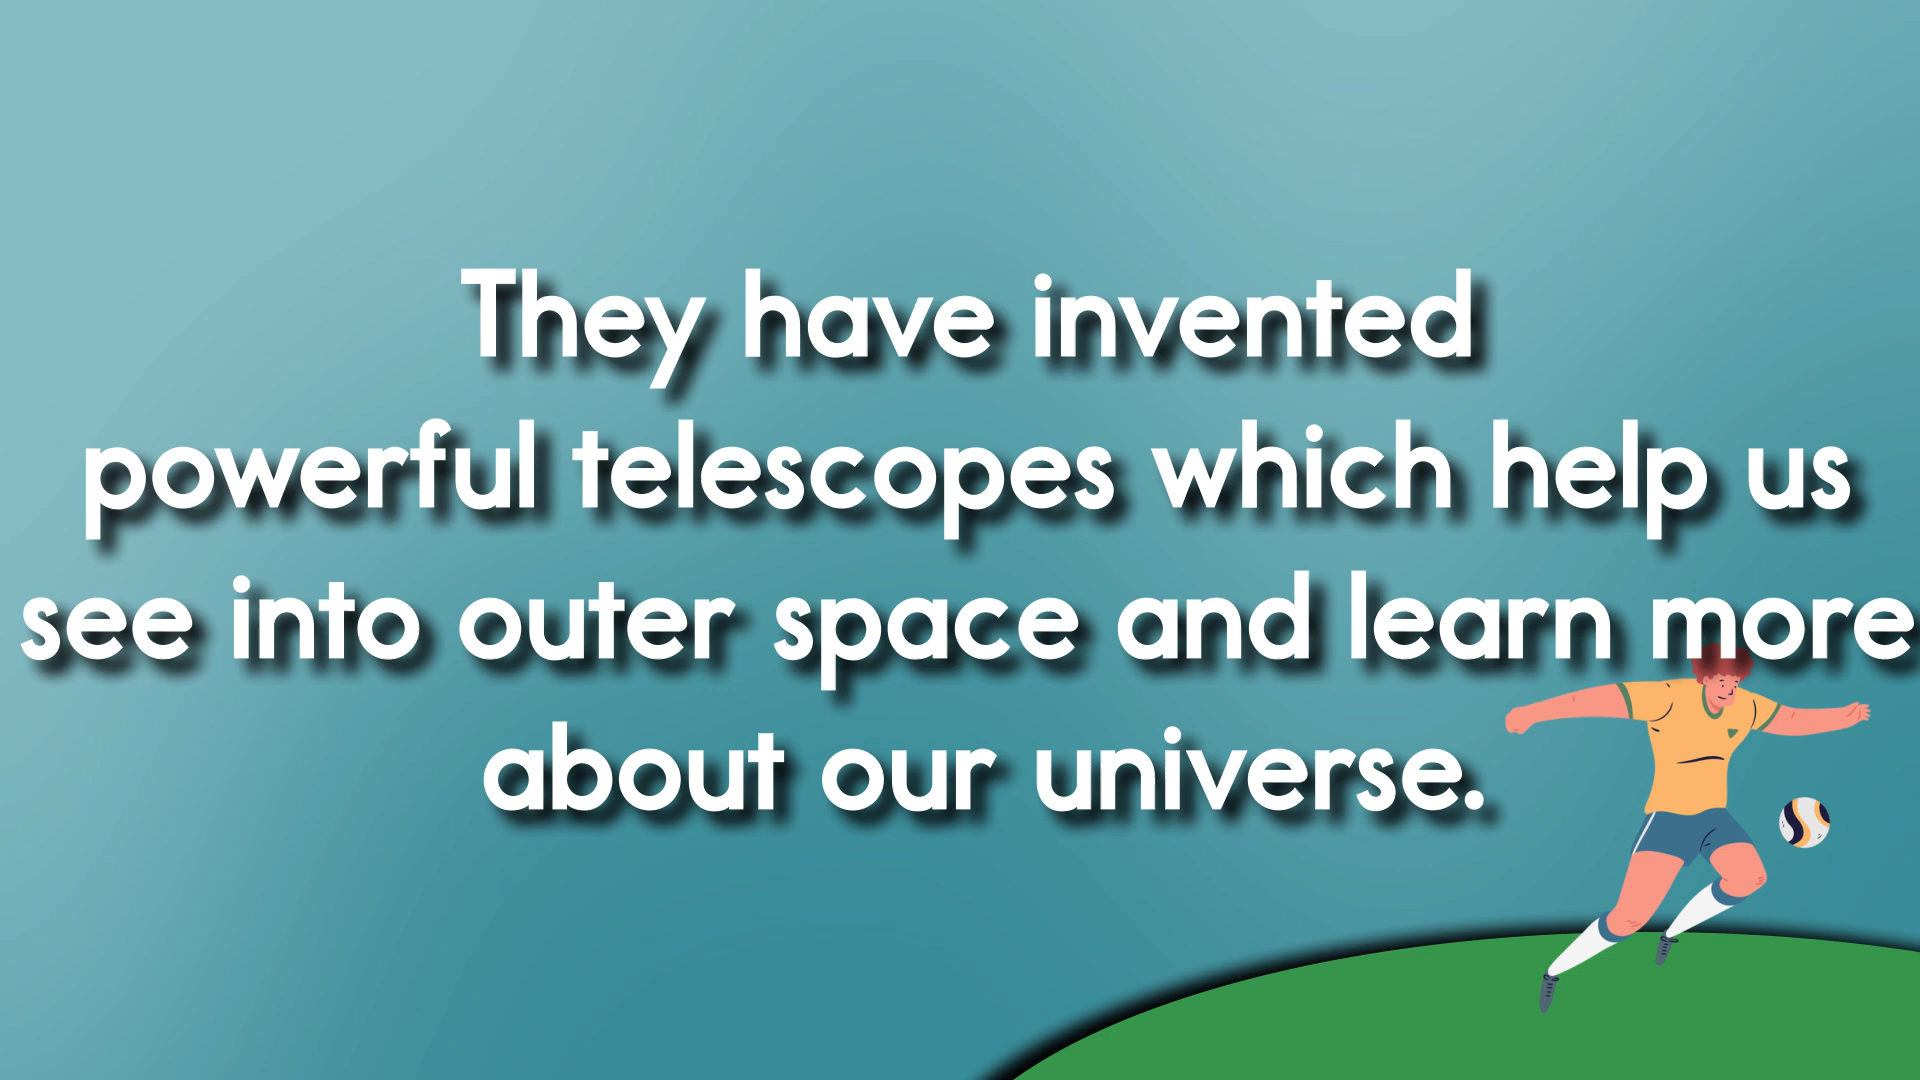 They have invented
powerful telescopes which help us
see into outer space and learn more
about our universe.